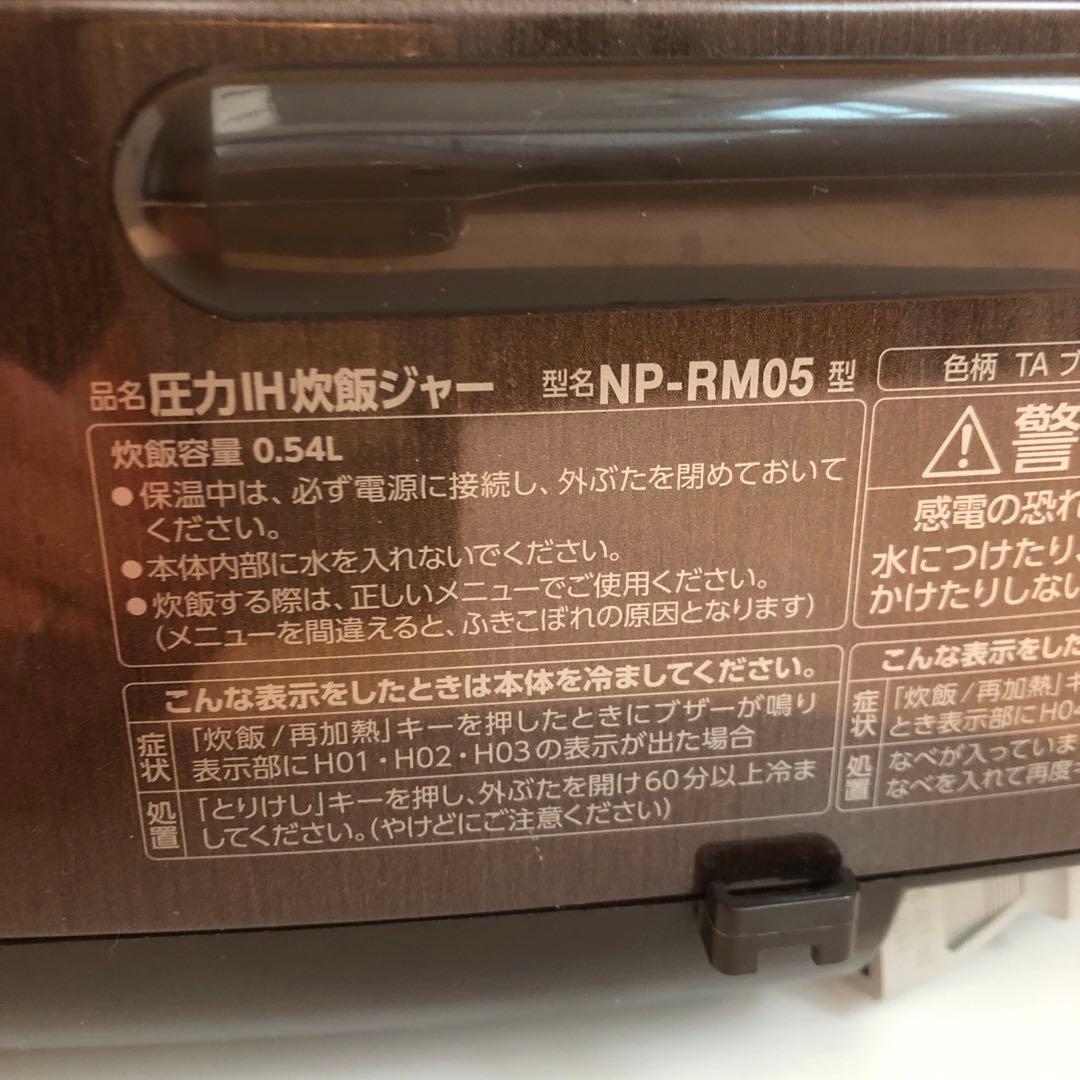 品名 圧力IH炊飯ジャー 型名 NP-RM05 型
炊飯容量 0.54L
●保温中は、必ず電源に接続し、外ぶたを閉めておいて
ください。
●本体内部に水を入れないでください。
●炊飯する際は、正しいメニューでご使用ください。
(メニューを間違えると、ふきこぼれの原因となります)
こんな表示をしたときは本体を冷ましてください。
症状
「炊飯/再加熱」キーを押したときにブザーが鳴り
表示部にH01・H02・H03の表示が出た場合
処置
「とりけし」キーを押し、外ぶたを開け60分以上冷ま
してください。(やけどにご注意ください)
色柄 TA ブ
警
感電の恐れ
水につけたり、
かけたりしない
こんな表示をした
症状
「炊飯/再加熱」キ
とき表示部にH04
処置
なべが入っていま
なべを入れて再度